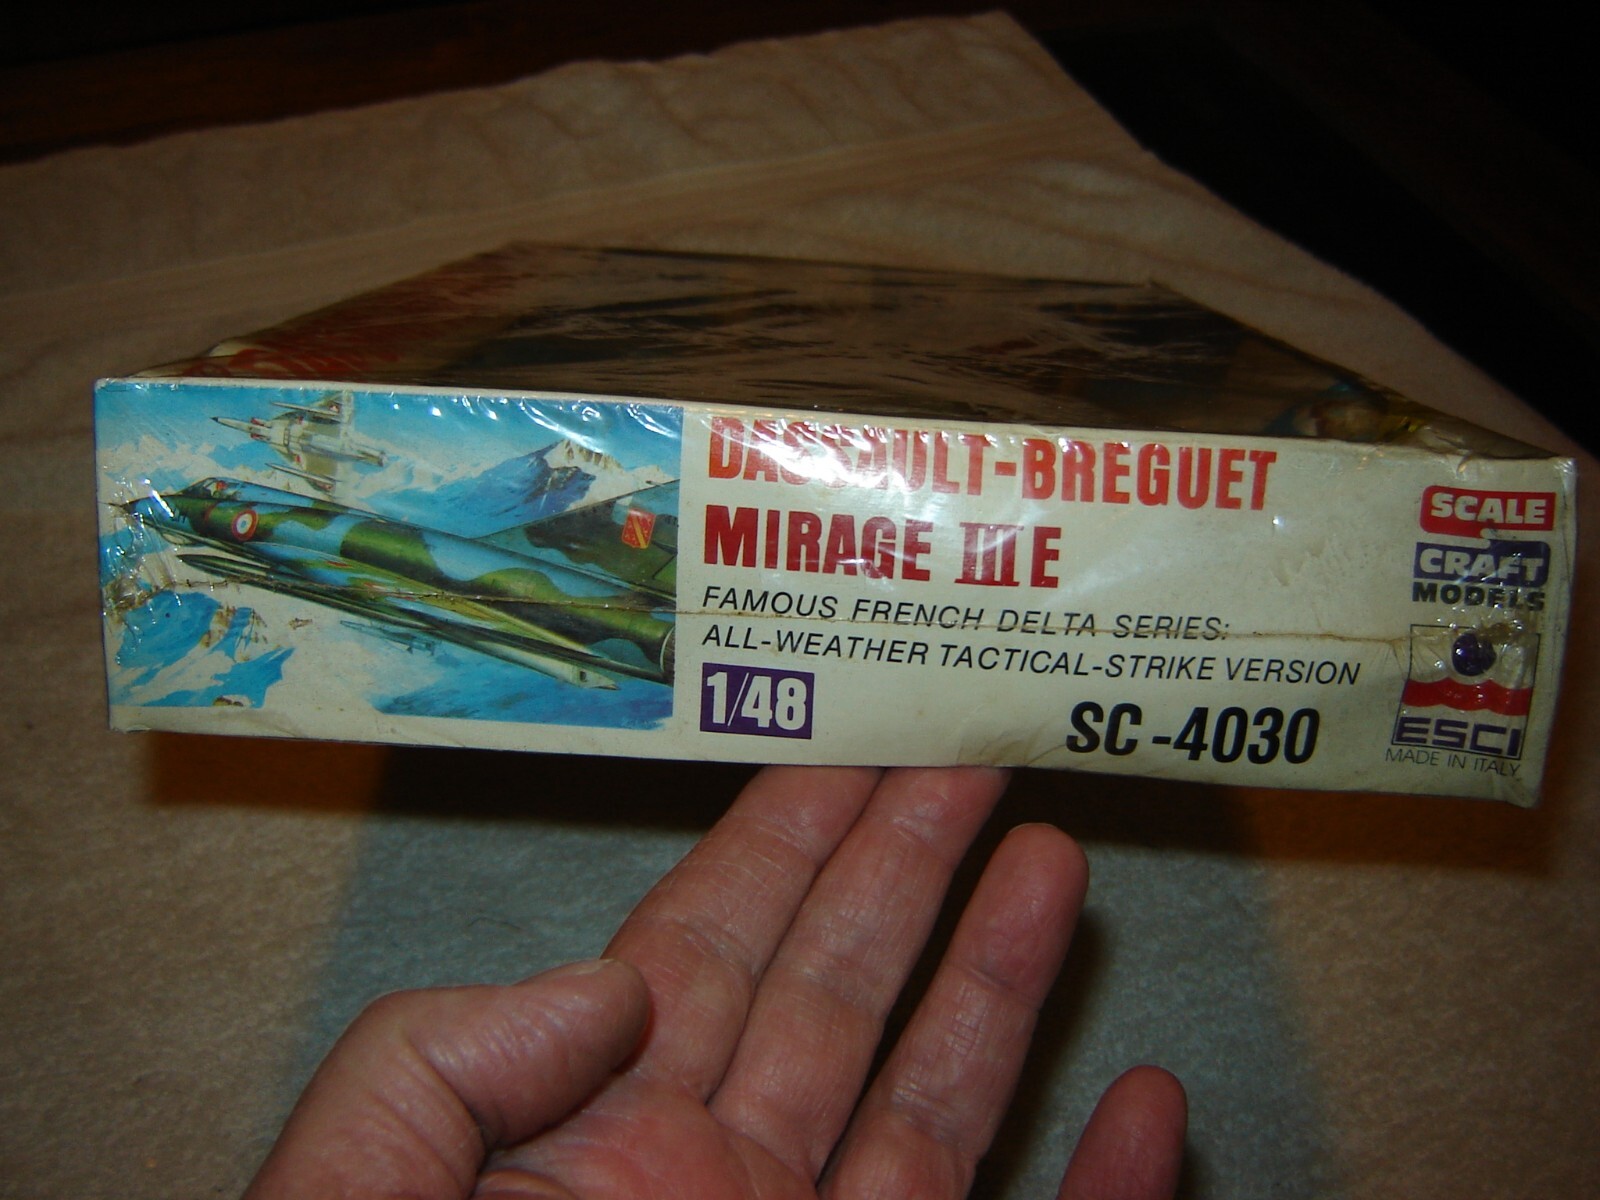 DASSAULT-BREGUET
MIRAGE III E
FAMOUS FRENCH DELTA SERIES:
ALL-WEATHER TACTICAL-STRIKE VERSION
1/48
SC-4030
SCALE
CRAFT
MODELS
ESCI
MADE IN ITALY